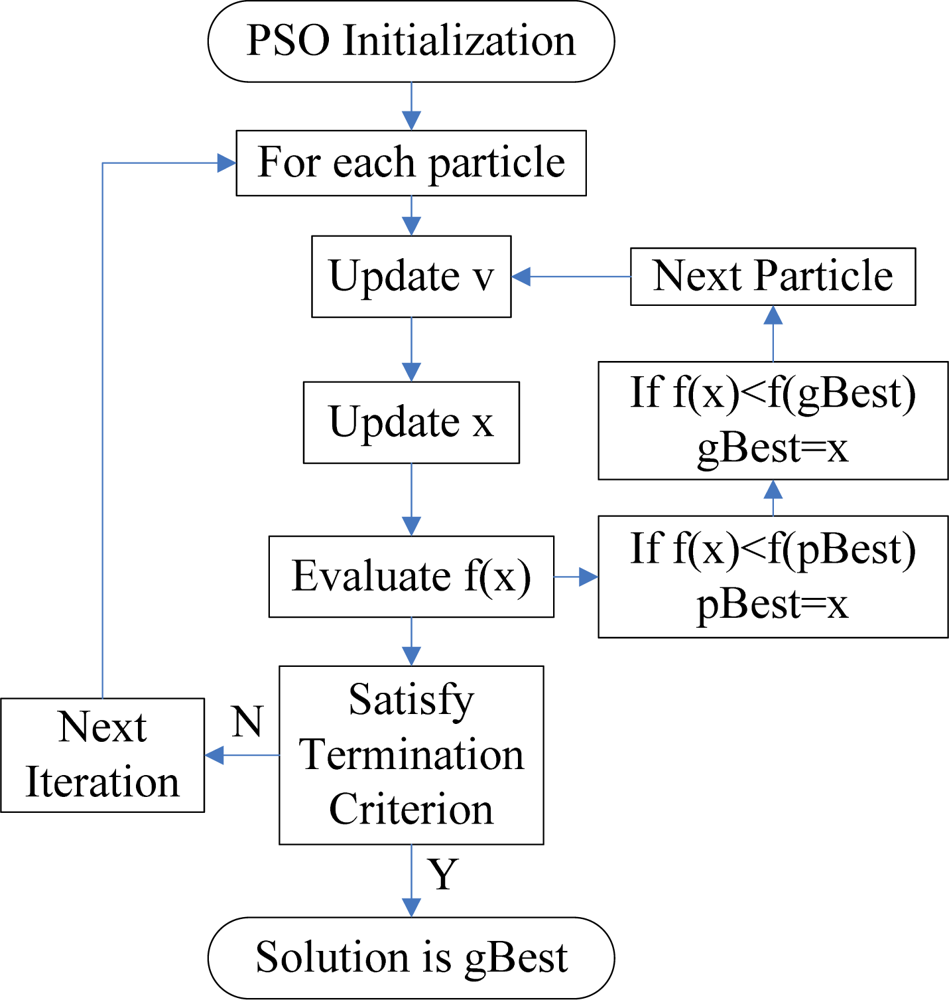 PSO Initialization
For each particle
Update v
Next Particle
Update x
If f(x)<f(gBest)
gBest=x
Evaluate f(x)
If f(x)<f(pBest)
pBest=x
Satisfy
Termination
Criterion
N
Next
Iteration
Y
Solution is gBest